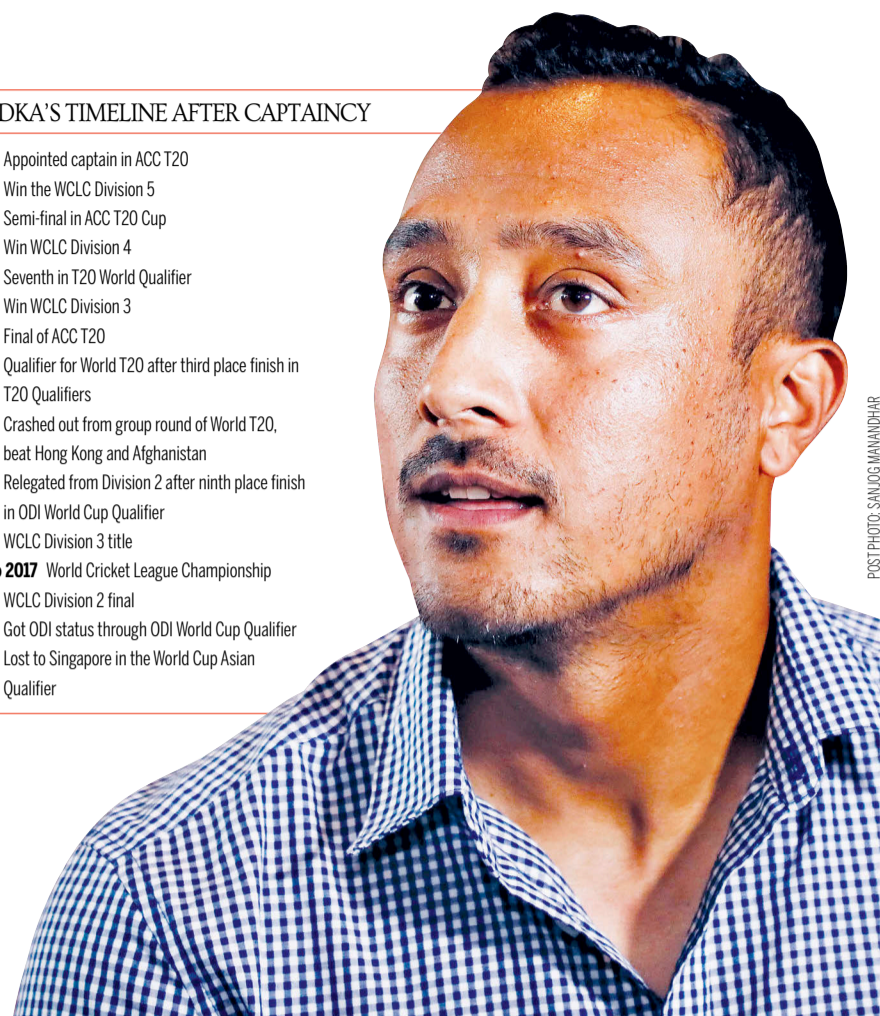 DKA'S TIMELINE AFTER CAPTAINCY
Appointed captain in ACC T20
Win the WCLC Division 5
Semi-final in ACC T20 Cup
Win WCLC Division 4
Seventh in T20 World Qualifier
Win WCLC Division 3
Final of ACC T20
Qualifier for World T20 after third place finish in
T20 Qualifiers
Crashed out from group round of World T20,
beat Hong Kong and Afghanistan
Relegated from Division 2 after ninth place finish
in ODI World Cup Qualifier
WCLC Division 3 title
2017 World Cricket League Championship
WCLC Division 2 final
Got ODI status through ODI World Cup Qualifier
Lost to Singapore in the World Cup Asian
Qualifier
POST PHOTO: SANJOG MANANDHAR